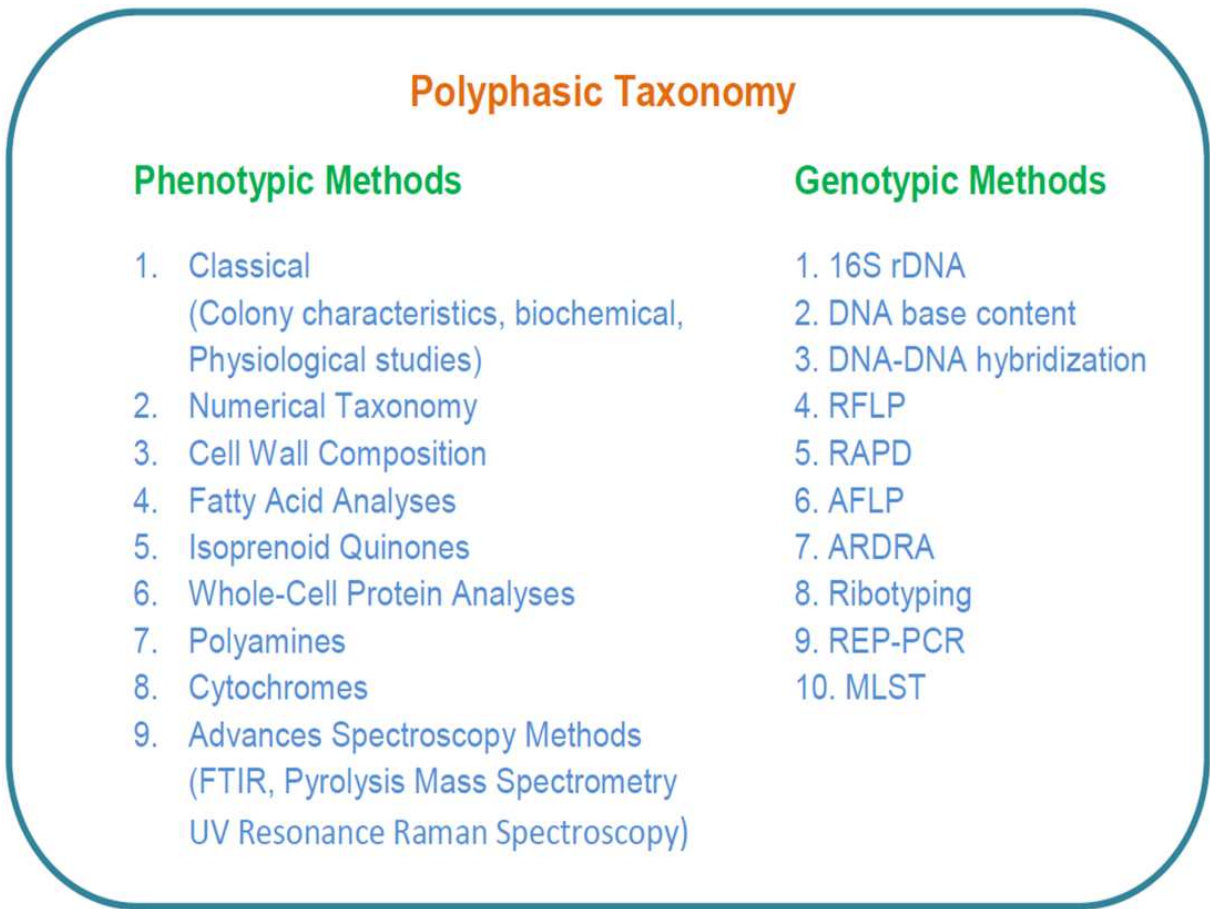 Polyphasic Taxonomy
Phenotypic Methods
1. Classical
(Colony characteristics, biochemical,
Physiological studies)
2. Numerical Taxonomy
3. Cell Wall Composition
4. Fatty Acid Analyses
5. Isoprenoid Quinones
6. Whole-Cell Protein Analyses
7. Polyamines
8. Cytochromes
9. Advances Spectroscopy Methods
(FTIR, Pyrolysis Mass Spectrometry
UV Resonance Raman Spectroscopy)
Genotypic Methods
1. 16S rDNA
2. DNA base content
3. DNA-DNA hybridization
4. RFLP
5. RAPD
6. AFLP
7. ARDRA
8. Ribotyping
9. REP-PCR
10. MLST